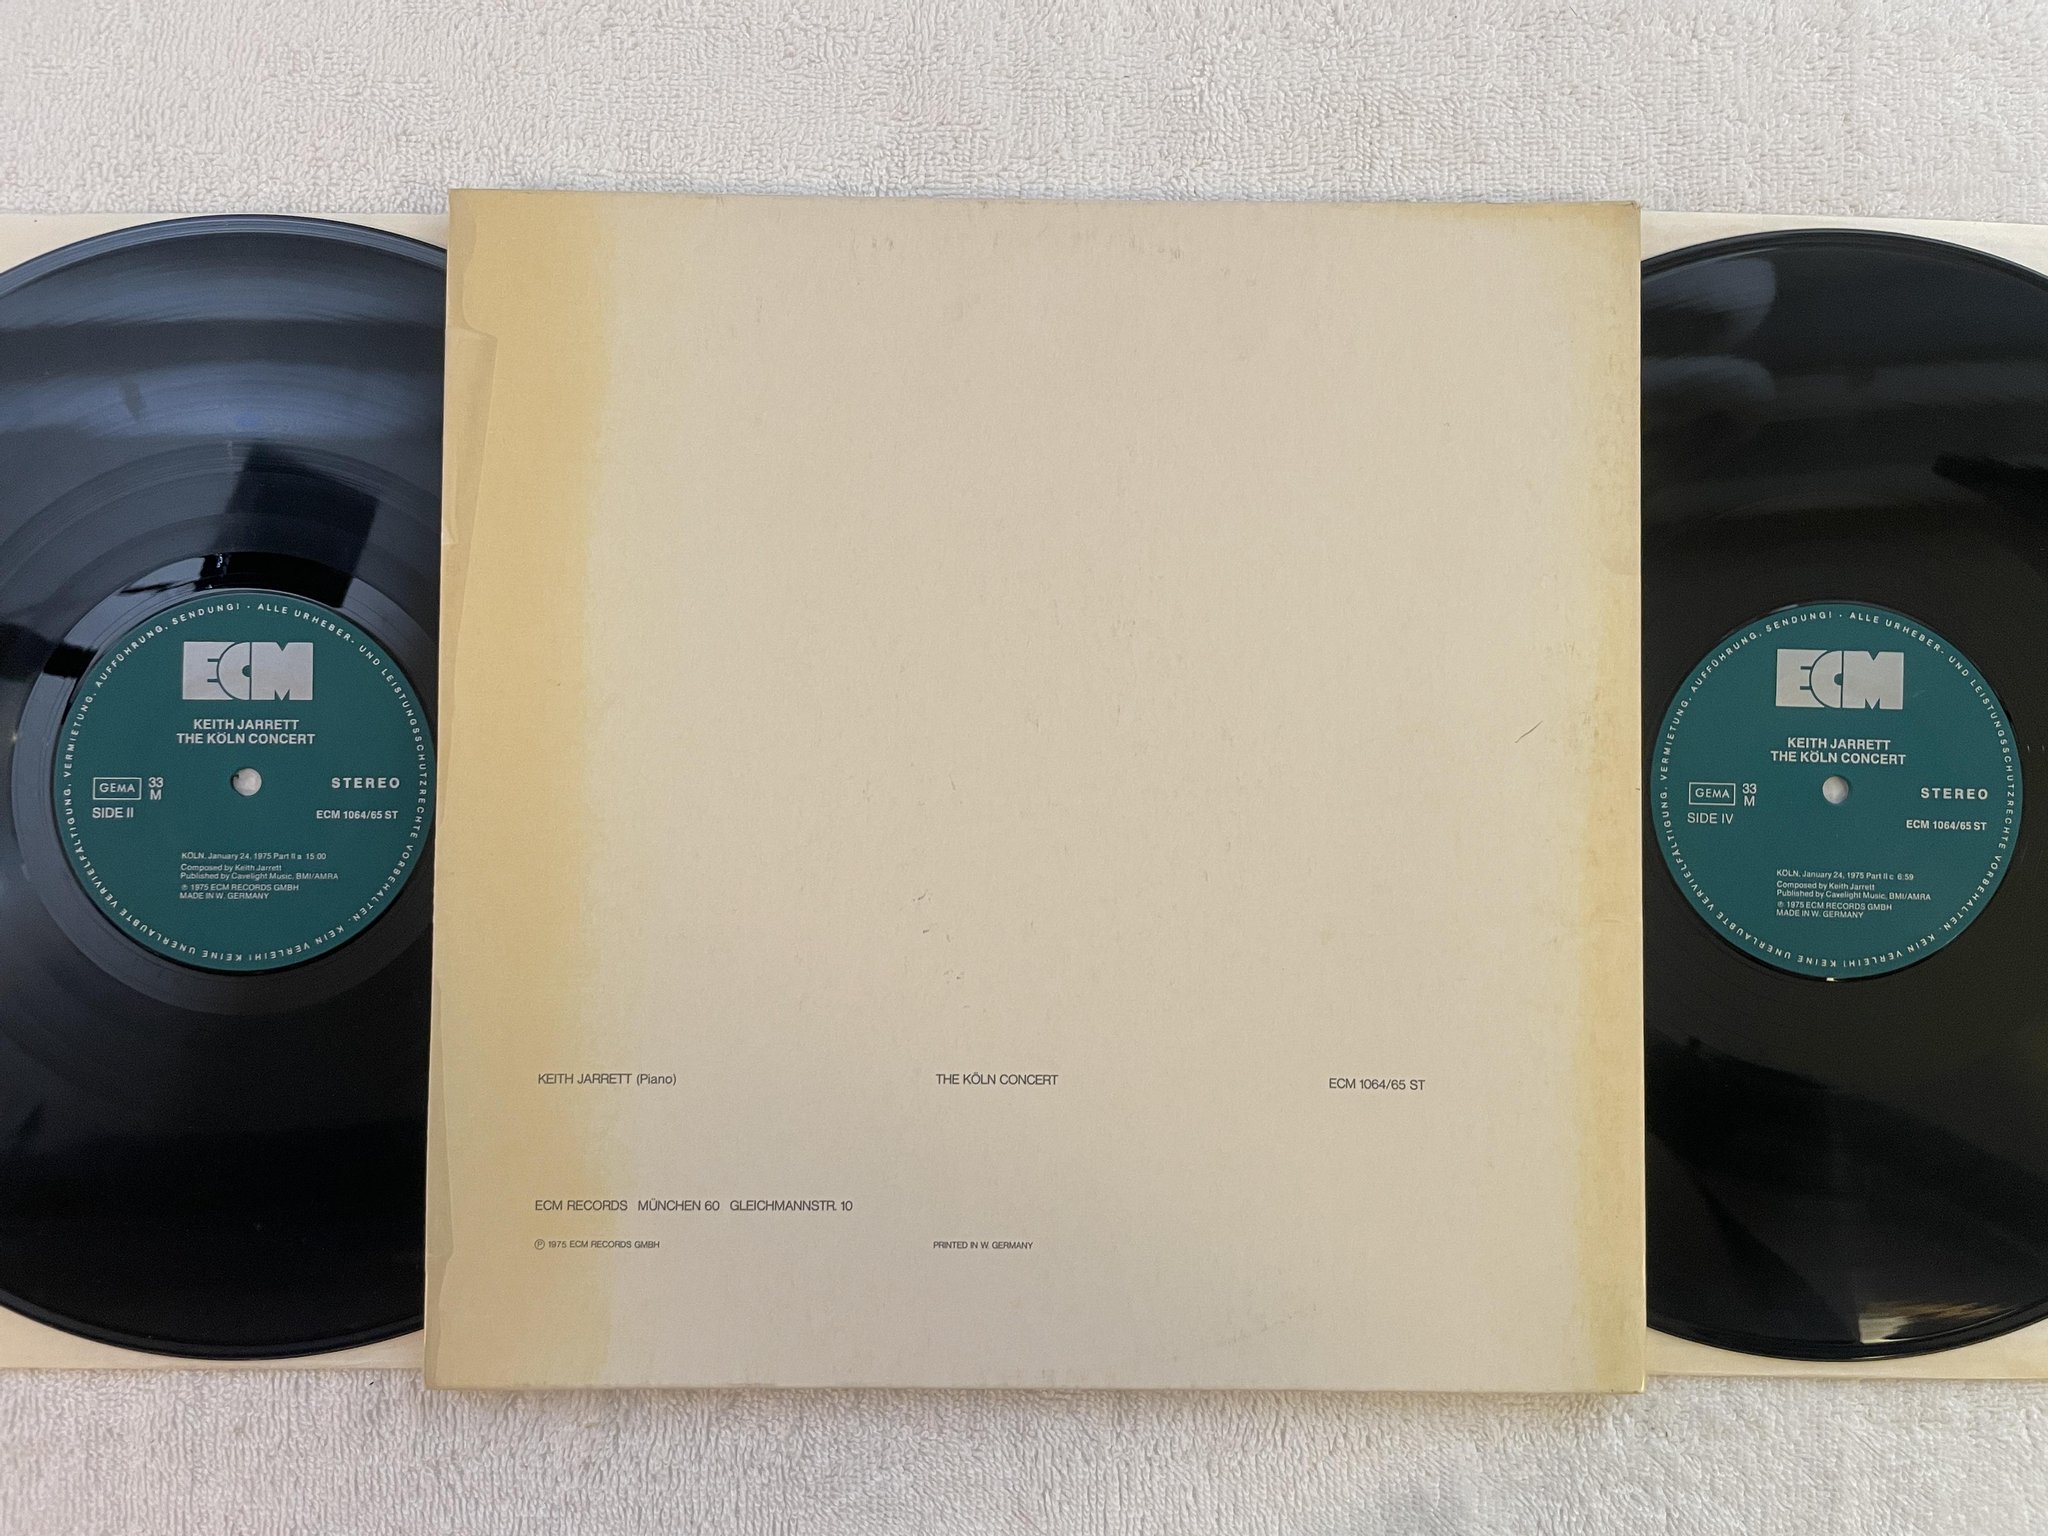 ECM
KEITH JARRETT
THE KÖLN CONCERT
GEMA
33
M
STEREO
SIDE II
ECM 1064/65 ST
KÖLN, January 24, 1975 Part II a 15:00
Composed by Keith Jarrett
Published by Cavelight Music, BMI/AMRA
℗ 1975 ECM RECORDS GMBH
MADE IN W. GERMANY
ALLE URHEBER- UND LEISTUNGSSCHUTZRECHTE VORBEHALTEN. KEIN VERLEIH! KEINE UNERLAUBTE VERVIELFÄLTIGUNG, VERMIETUNG, AUFFÜHRUNG, SENDUNG! ·
KEITH JARRETT (Piano)
THE KÖLN CONCERT
ECM 1064/65 ST
ECM RECORDS MÜNCHEN 60 GLEICHMANNSTR. 10
℗ 1975 ECM RECORDS GMBH
PRINTED IN W. GERMANY
ECM
KEITH JARRETT
THE KÖLN CONCERT
GEMA
33
M
STEREO
SIDE IV
ECM 1064/65 ST
KÖLN, January 24, 1975 Part II c 6:59
Composed by Keith Jarrett
Published by Cavelight Music, BMI/AMRA
℗ 1975 ECM RECORDS GMBH
MADE IN W. GERMANY
ALLE URHEBER- UND LEISTUNGSSCHUTZRECHTE VORBEHALTEN. KEIN VERLEIH! KEINE UNERLAUBTE VERVIELFÄLTIGUNG, VERMIETUNG, AUFFÜHRUNG, SENDUNG! ·